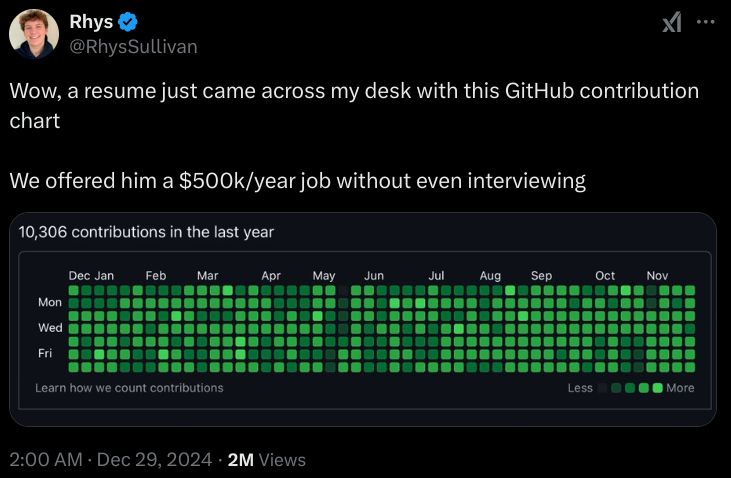 Rhys
@RhysSullivan
Wow, a resume just came across my desk with this GitHub contribution
chart
We offered him a $500k/year job without even interviewing
10,306 contributions in the last year
Dec Jan Feb Mar Apr May Jun Jul Aug Sep Oct Nov
Mon
Wed
Fri
Learn how we count contributions
Less More
2:00 AM · Dec 29, 2024 · 2M Views